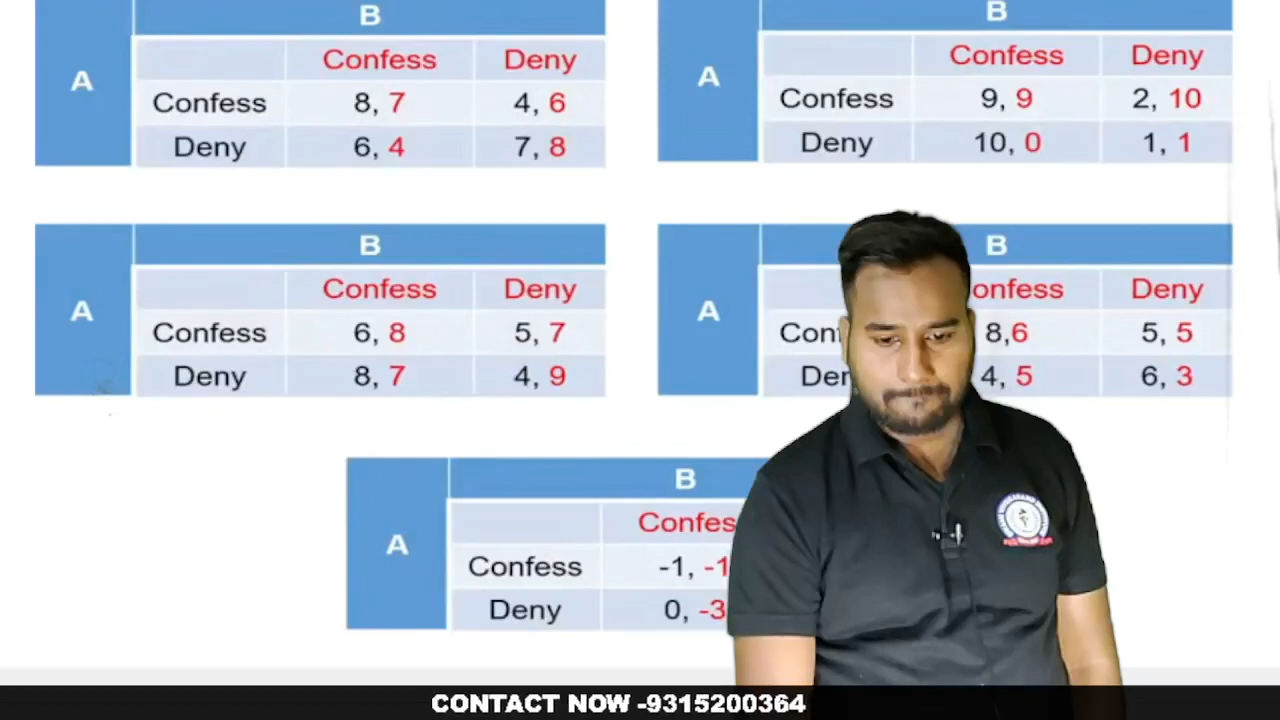 B
A
Confess Deny
Confess 8, 7 4, 6
Deny 6, 4 7, 8
B
A
Confess Deny
Confess 9, 9 2, 10
Deny 10, 0 1, 1
B
A
Confess Deny
Confess 6, 8 5, 7
Deny 8, 7 4, 9
B
A
onfess Deny
Con 8,6 5, 5
Der 4, 5 6, 3
B
A
Confes
Confess -1, -1
Deny 0, -3
CONTACT NOW -9315200364